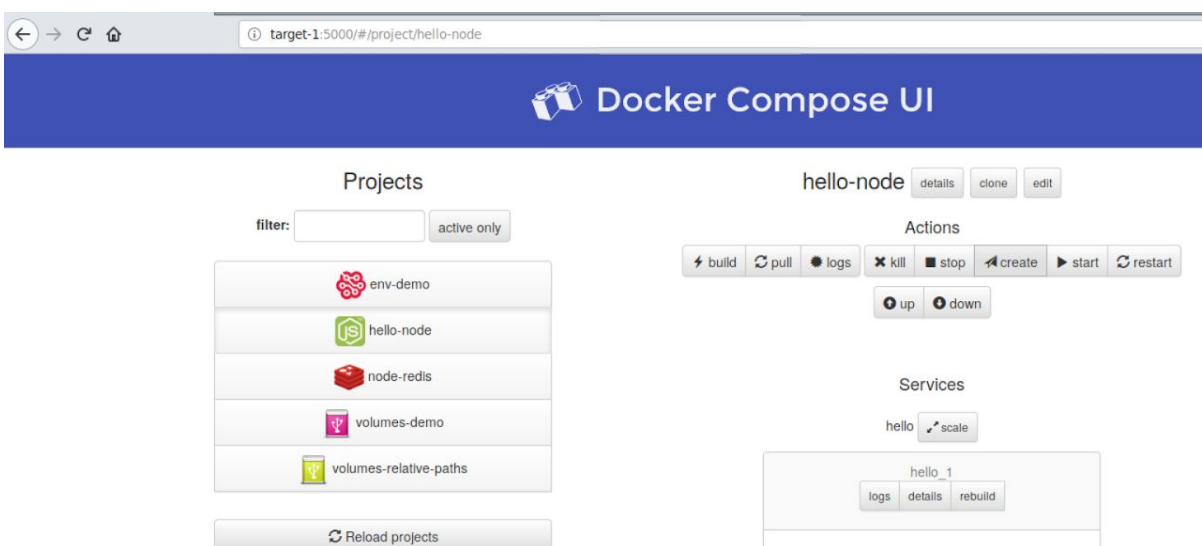 target-1:5000/#/project/hello-node
Docker Compose UI
Projects
filter:
active only
env-demo
JS hello-node
node-redis
volumes-demo
volumes-relative-paths
Reload projects
hello-node details clone edit
Actions
build pull logs kill stop create start restart
up down
Services
hello scale
hello_1
logs details rebuild